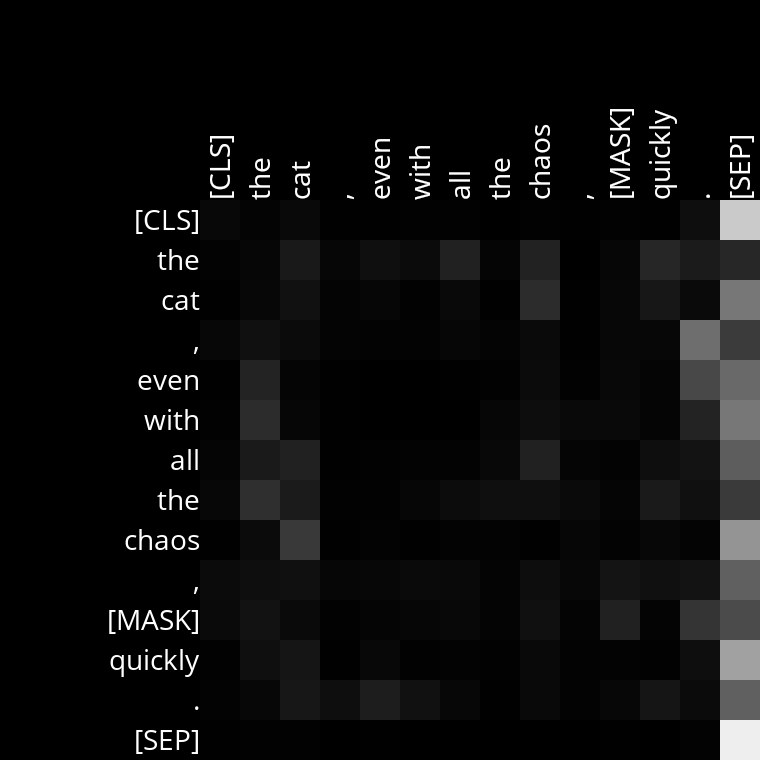 [CLS] the cat , even with all the chaos , [MASK] quickly . [SEP]
[CLS]
the
cat
,
even
with
all
the
chaos
,
[MASK]
quickly
.
[SEP]